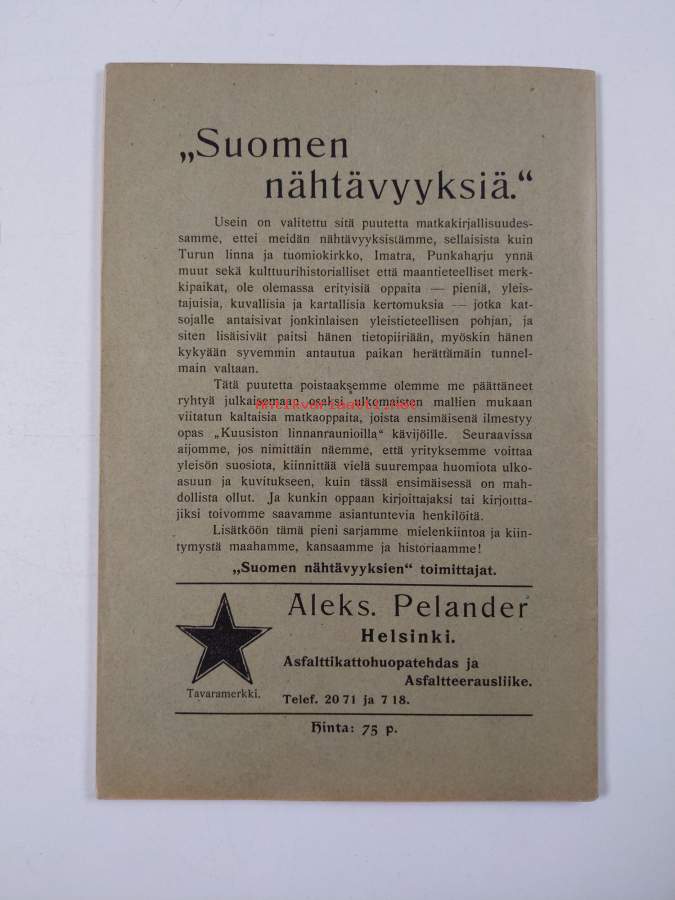 „Suomen
nähtävyyksiä.“
Usein on valitettu sitä puutetta matkakirjallisuudes-
samme, ettei meidän nähtävyyksistämme, sellaisista kuin
Turun linna ja tuomiokirkko, Imatra, Punkaharju ynnä
muut sekä kulttuurihistorialliset että maantieteelliset merk-
kipaikat, ole olemassa erityisiä oppaita — pieniä, yleis-
tajuisia, kuvallisia ja kartallisia kertomuksia — jotka kat-
sojalle antaisivat jonkinlaisen yleistieteellisen pohjan, ja
siten lisäisivät paitsi hänen tietopiiriään, myöskin hänen
kykyään syvemmin antautua paikan herättämäin tunnel-
main valtaan.
Tätä puutetta poistaaksemme olemme me päättäneet
ryhtyä julkaisemaan osaksi ulkomaisten mallien mukaan
Antikvariaatti.net
viitatun kaltaisia matkaoppaita, joista ensimäisenä ilmestyy
opas „Kuusiston linnanraunioilla“ kävijöille. Seuraavissa
aijomme, jos nimittäin näemme, että yrityksemme voittaa
yleisön suosiota, kiinnittää vielä suurempaa huomiota ulko-
asuun ja kuvitukseen, kuin tässä ensimäisessä on mah-
dollista ollut. Ja kunkin oppaan kirjoittajaksi tai kirjoitta-
jiksi toivomme saavamme asiantuntevia henkilöitä.
Lisätköön tämä pieni sarjamme mielenkiintoa ja kiin-
tymystä maahamme, kansaamme ja historiaamme!
„Suomen nähtävyyksien“ toimittajat.
Aleks. Pelander
Helsinki.
Asfalttikattohuopatehdas ja
Asfaltteerausliike.
Tavaramerkki.
Telef. 20 71 ja 7 18.
Hinta: 75 p.